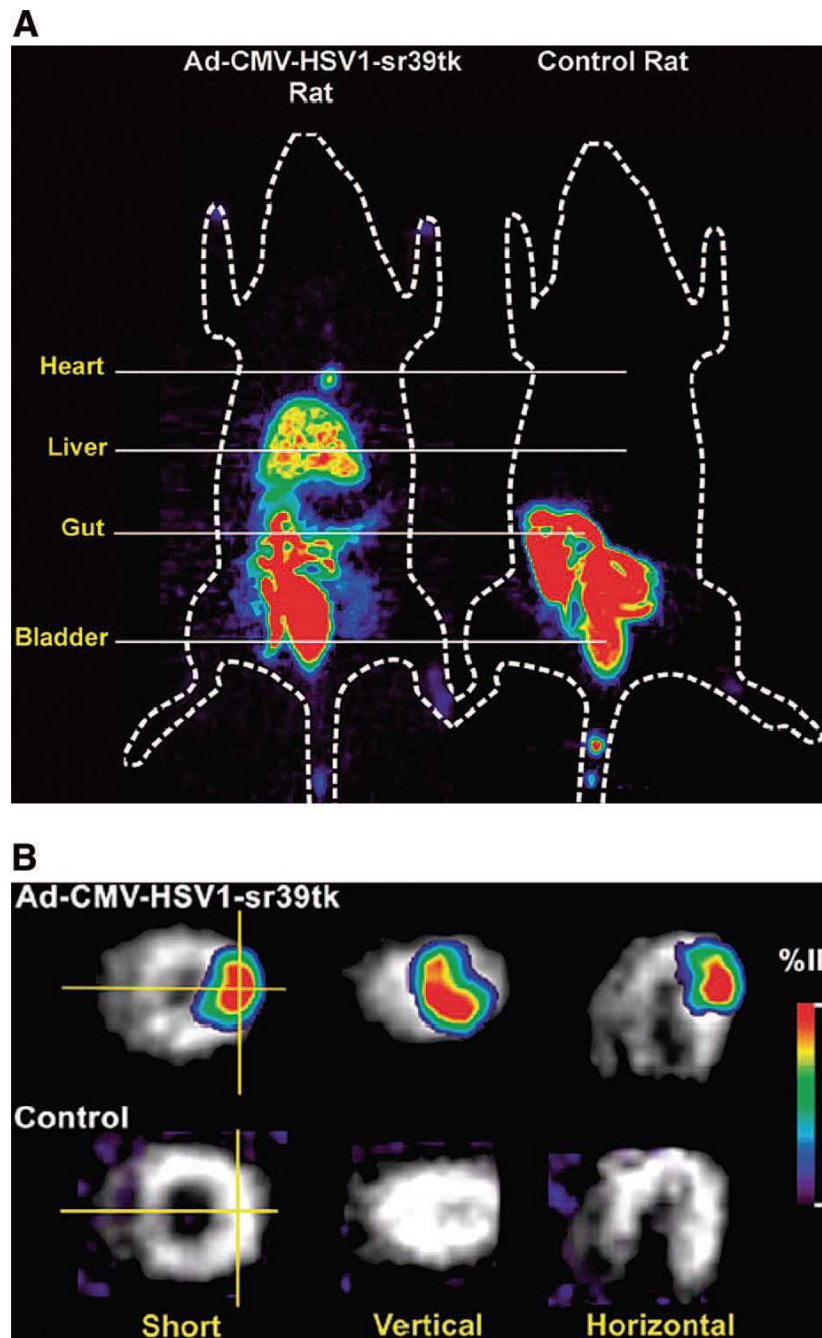 A
Ad-CMV-HSV1-sr39tk
Rat
Control Rat
Heart
Liver
Gut
Bladder
B
Ad-CMV-HSV1-sr39tk
%II
Control
Short
Vertical
Horizontal